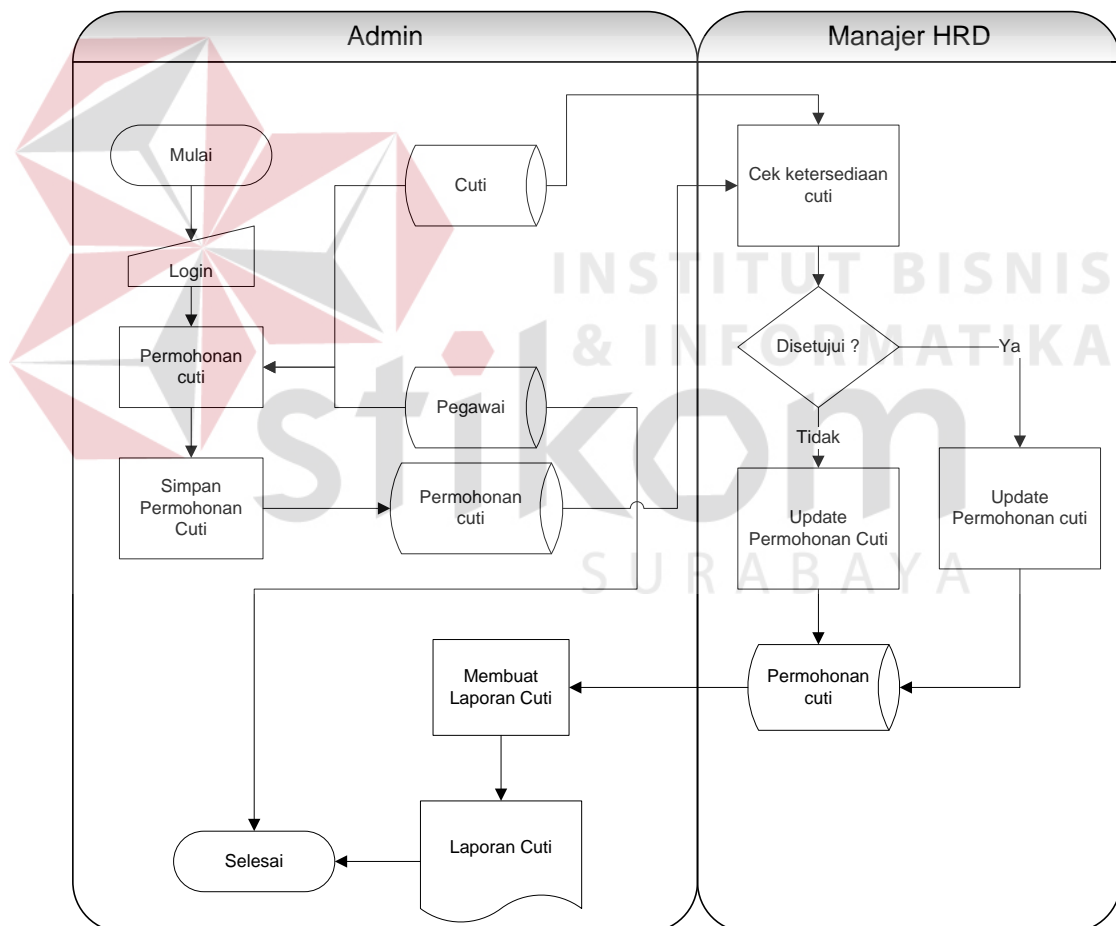 Admin
Manajer HRD
Mulai
Cuti
Cek ketersediaan
cuti
Login
INSTITUT BISNIS
& INFORMATIKA
Permohonan
cuti
Disetujui ?
Ya
Pegawai
stikom
Tidak
Simpan
Permohonan
Cuti
Permohonan
cuti
Update
Permohonan Cuti
Update
Permohonan cuti
SURABAYA
Membuat
Laporan Cuti
Permohonan
cuti
Laporan Cuti
Selesai